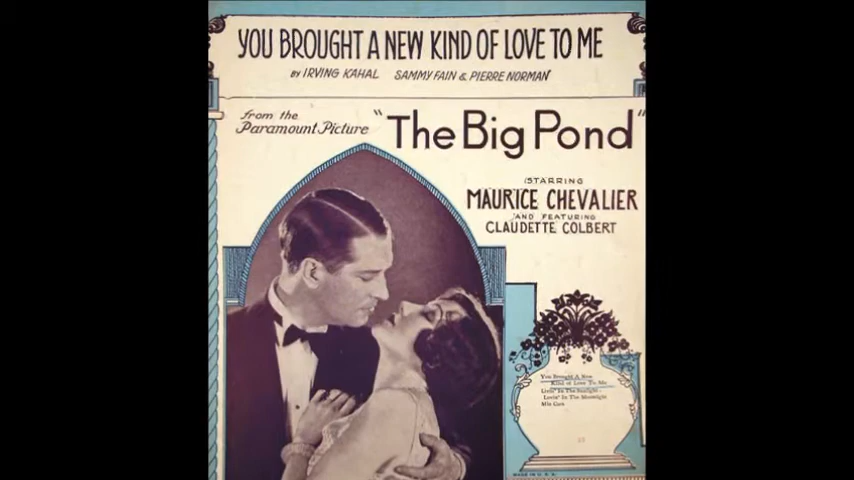 YOU BROUGHT A NEW KIND OF LOVE TO ME
BY IRVING KAHAL SAMMY FAIN & PIERRE NORMAN
from the
Paramount Picture "The Big Pond"
STARRING
MAURICE CHEVALIER
AND FEATURING
CLAUDETTE COLBERT
You Brought A New
Kind of Love To Me
Livin' In The Sunlight -
Lovin' In The Moonlight
MADE IN U.S.A.